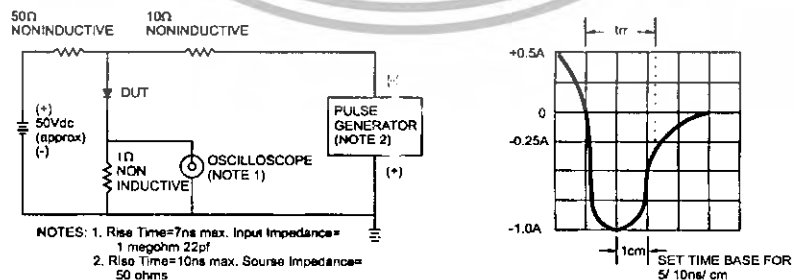 50Ω
NONINDUCTIVE
10Ω
NONINDUCTIVE
DUT
(+)
50Vdc
(approx)
(-)
1Ω
NON
INDUCTIVE
OSCILLOSCOPE
(NOTE 1)
PULSE
GENERATOR
(NOTE 2)
(+)
NOTES: 1. Rise Time=7ns max. Input Impedance=
1 megohm 22pf
2. Rise Time=10ns max. Sourse Impedance=
50 ohms
trr
+0.5A
0
-0.25A
-1.0A
1cm
SET TIME BASE FOR
5/ 10ns/ cm